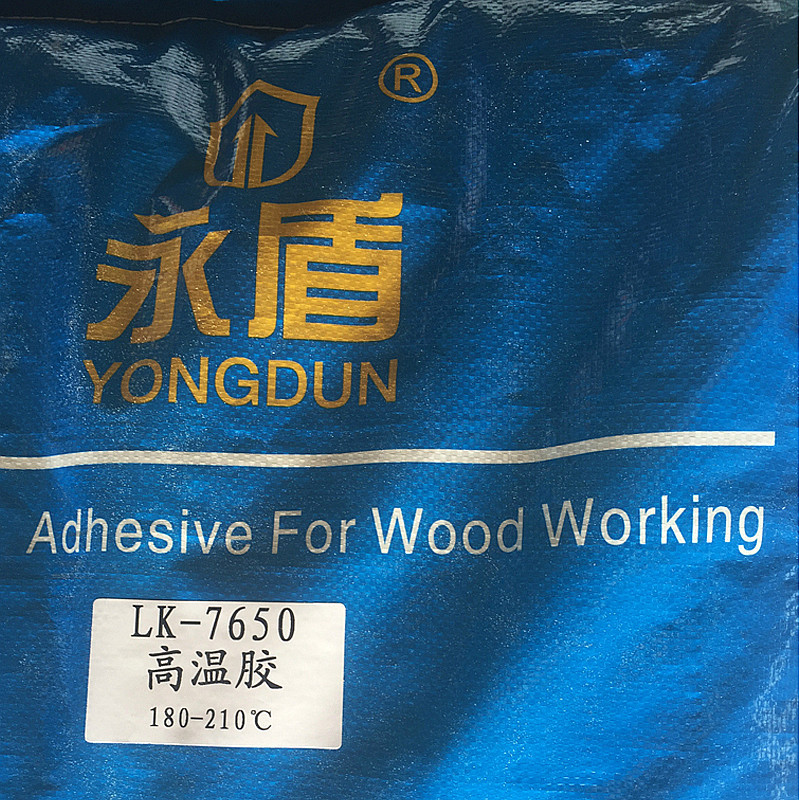 ®
永盾
YONGDUN
Adhesive For Wood Working
LK-7650
高温胶
180-210℃